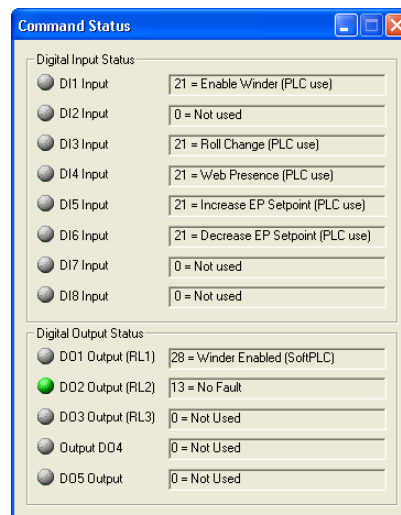 Command Status
Digital Input Status
DI1 Input 21 = Enable Winder (PLC use)
DI2 Input 0 = Not used
DI3 Input 21 = Roll Change (PLC use)
DI4 Input 21 = Web Presence (PLC use)
DI5 Input 21 = Increase EP Setpoint (PLC use)
DI6 Input 21 = Decrease EP Setpoint (PLC use)
DI7 Input 0 = Not used
DI8 Input 0 = Not used
Digital Output Status
DO1 Output (RL1) 28 = Winder Enabled (SoftPLC)
DO2 Output (RL2) 13 = No Fault
DO3 Output (RL3) 0 = Not Used
Output DO4 0 = Not Used
DO5 Output 0 = Not Used